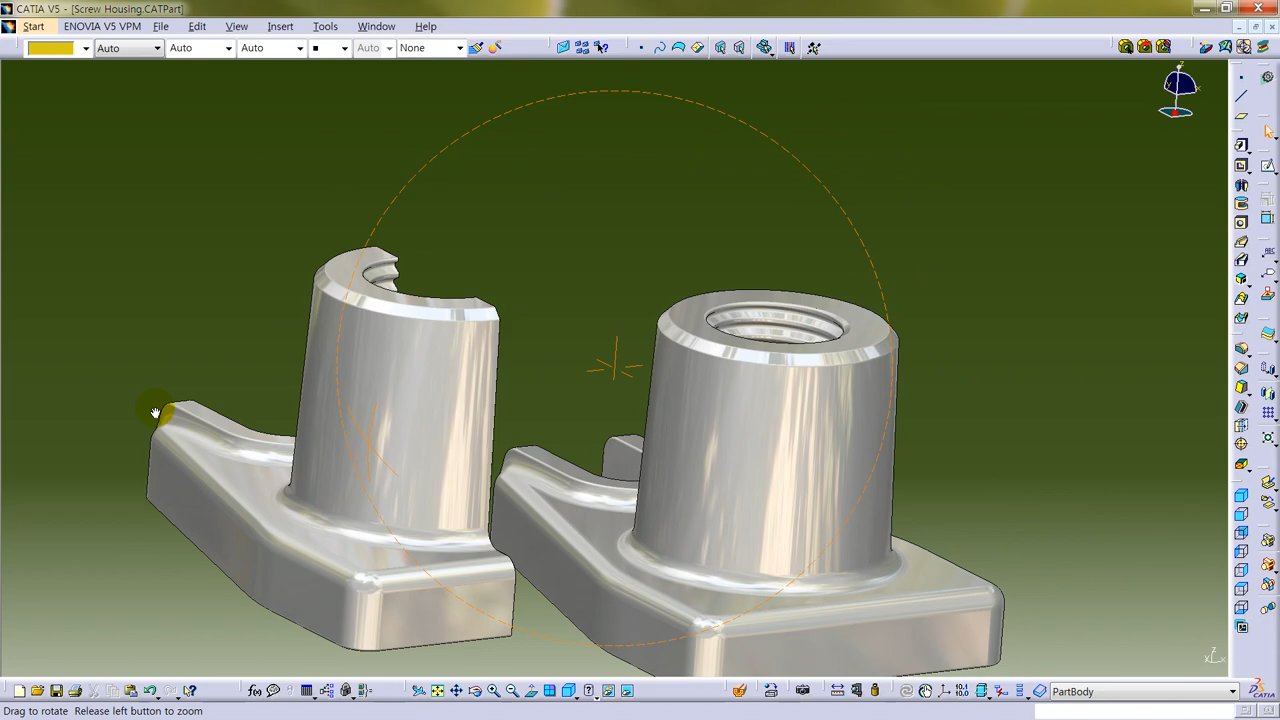 CATIA V5 - [Screw Housing.CATPart]
Start ENOVIA V5 VPM File Edit View Insert Tools Window Help
Auto Auto Auto Auto None
Drag to rotate Release left button to zoom
PartBody
CATIA